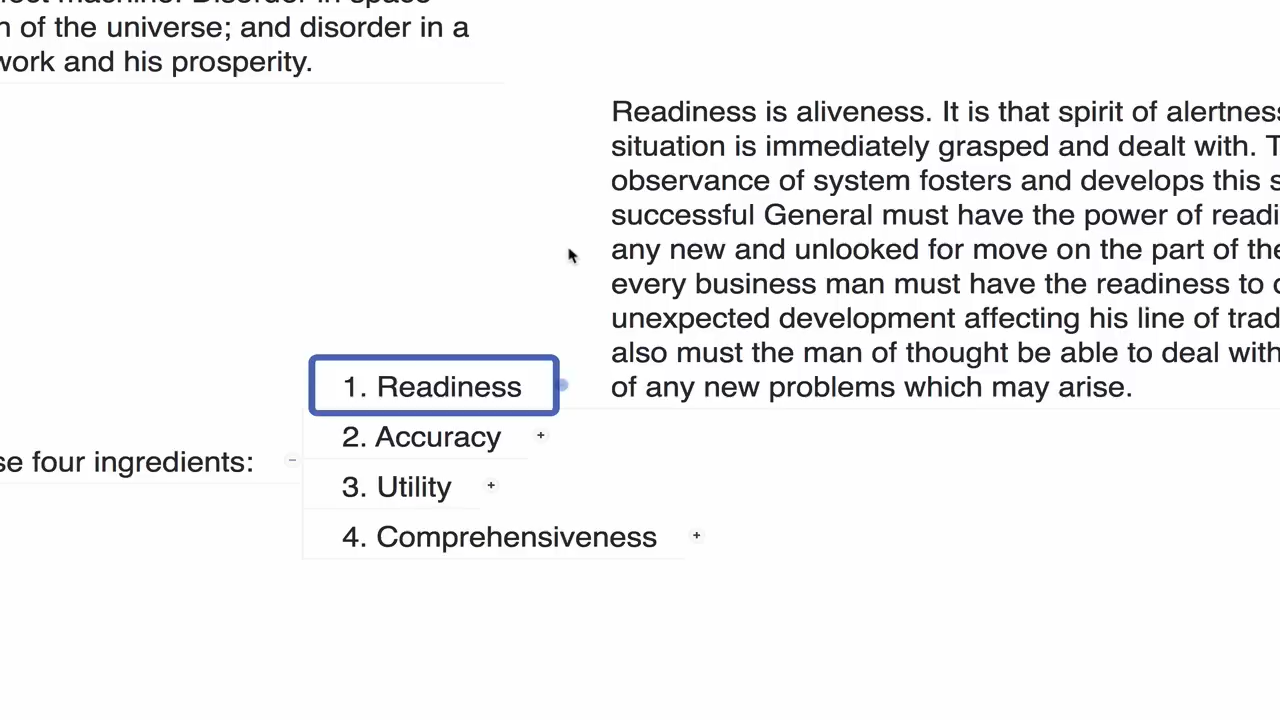 n of the universe; and disorder in a
work and his prosperity.
Readiness is aliveness. It is that spirit of alertness
situation is immediately grasped and dealt with.
observance of system fosters and develops this
successful General must have the power of
any new and unlooked for move on the part of the
every business man must have the readiness to
unexpected development affecting his line of
also must the man of thought be able to deal with
of any new problems which may arise.
1. Readiness
2. Accuracy
se four ingredients:
3. Utility
4. Comprehensiveness